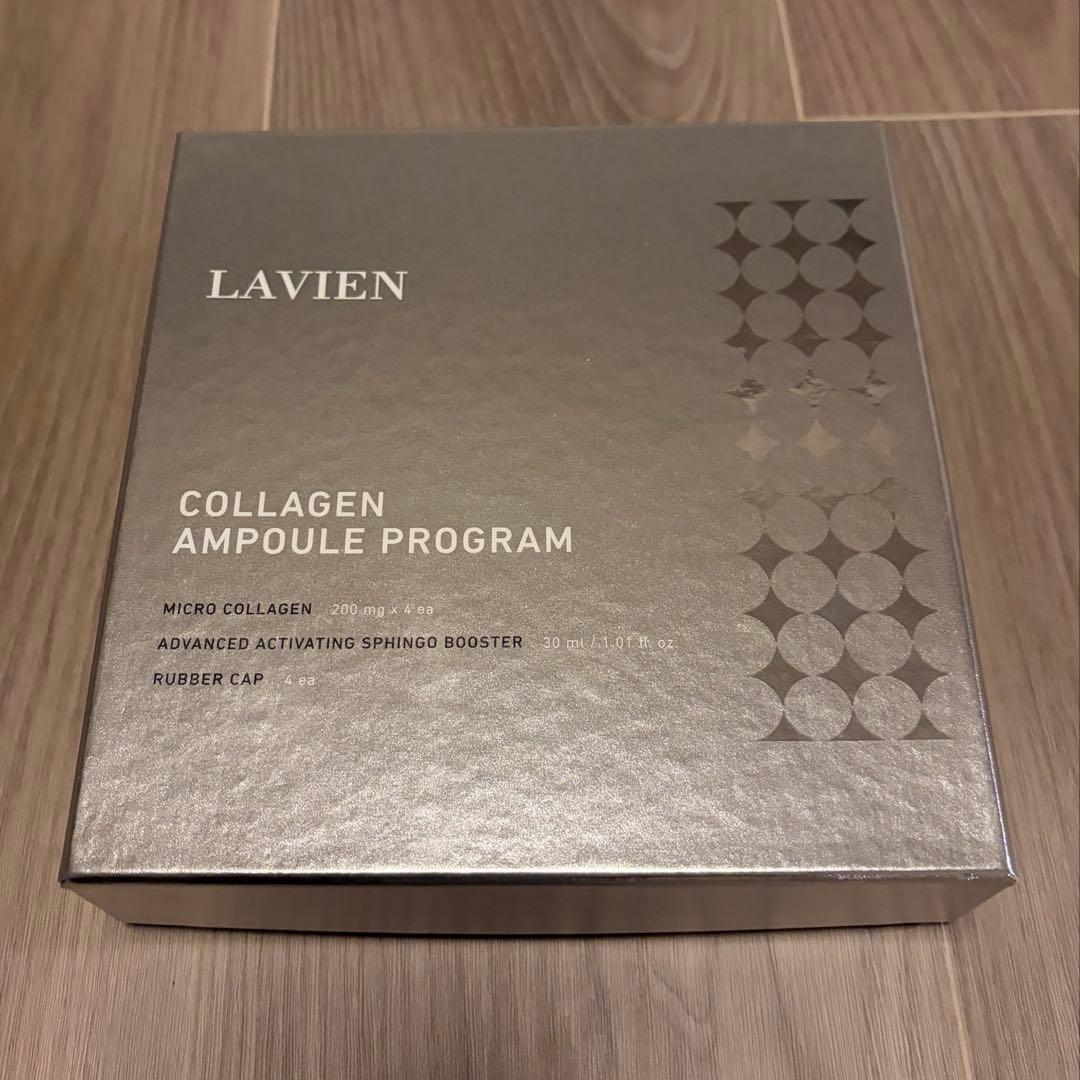 LAVIEN
COLLAGEN
AMPOULE PROGRAM
MICRO COLLAGEN 200 mg x 4 ea
ADVANCED ACTIVATING SPHINGO BOOSTER 30 ml / 1.01 fl. oz.
RUBBER CAP 4 ea